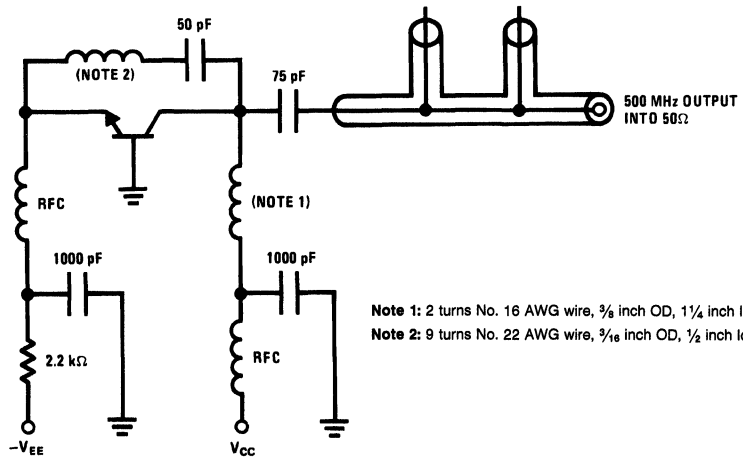 50 pF
(NOTE 2)
75 pF
500 MHz OUTPUT
INTO 50Ω
RFC
(NOTE 1)
1000 pF
1000 pF
Note 1: 2 turns No. 16 AWG wire, ⅜ inch OD, 1¼ inch l
Note 2: 9 turns No. 22 AWG wire, 3⁄16 inch OD, ½ inch lo
2.2 kΩ
RFC
–VEE
VCC